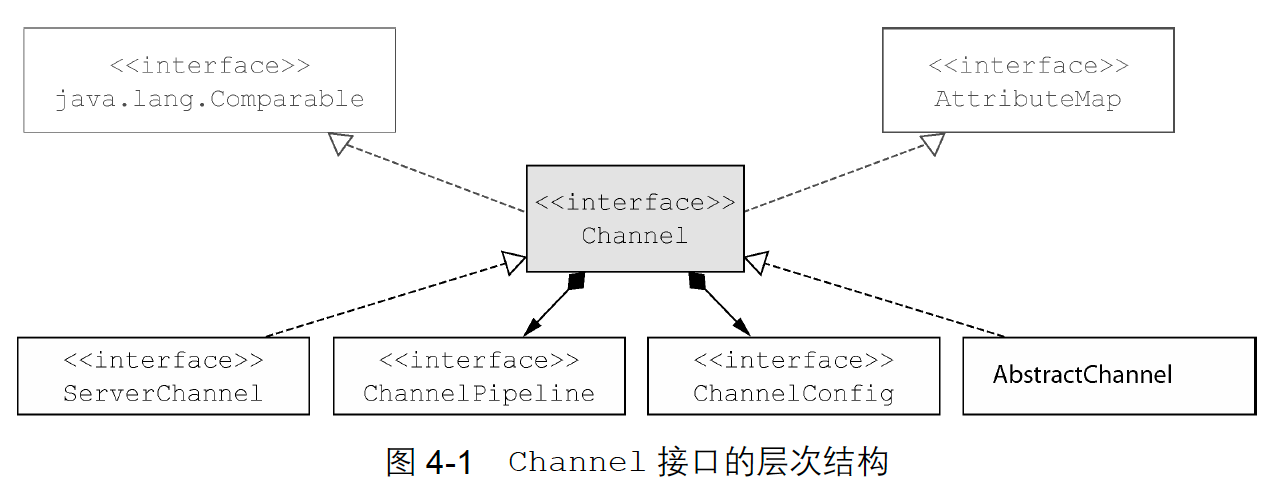 <<interface>>
java.lang.Comparable
<<interface>>
AttributeMap
<<interface>>
Channel
<<interface>>
ServerChannel
<<interface>>
ChannelPipeline
<<interface>>
ChannelConfig
AbstractChannel
图 4-1 Channel 接口的层次结构